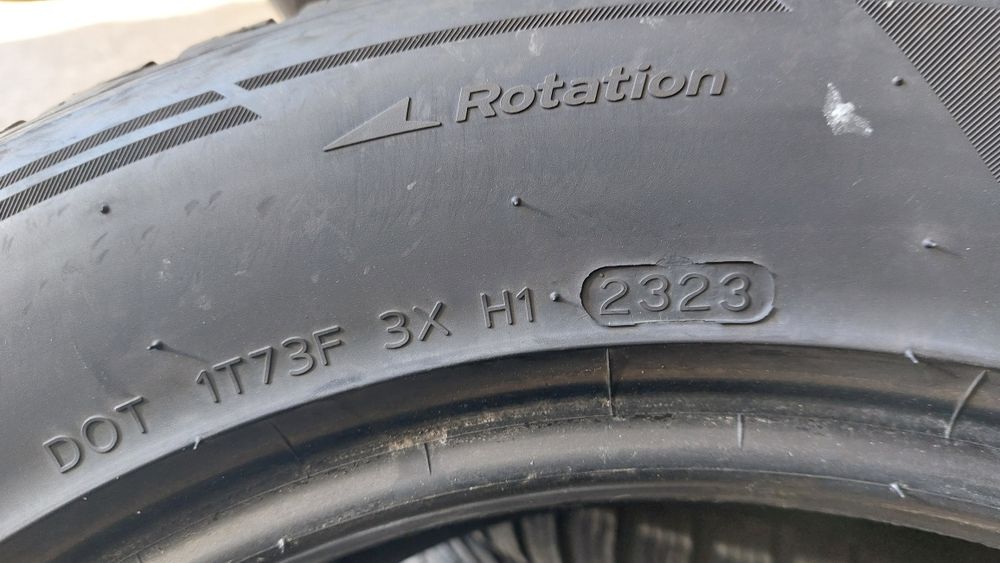 Rotation
DOT 1T73F 3X H1 2323